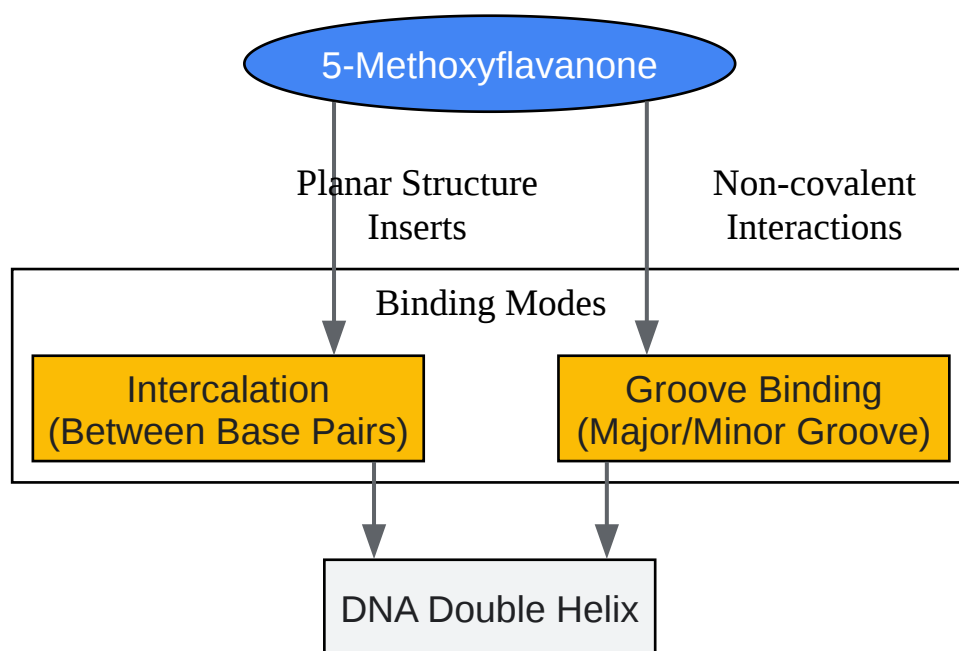 5-Methoxyflavanone
Planar Structure
Inserts
Non-covalent
Interactions
Binding Modes
Intercalation
(Between Base Pairs)
Groove Binding
(Major/Minor Groove)
DNA Double Helix